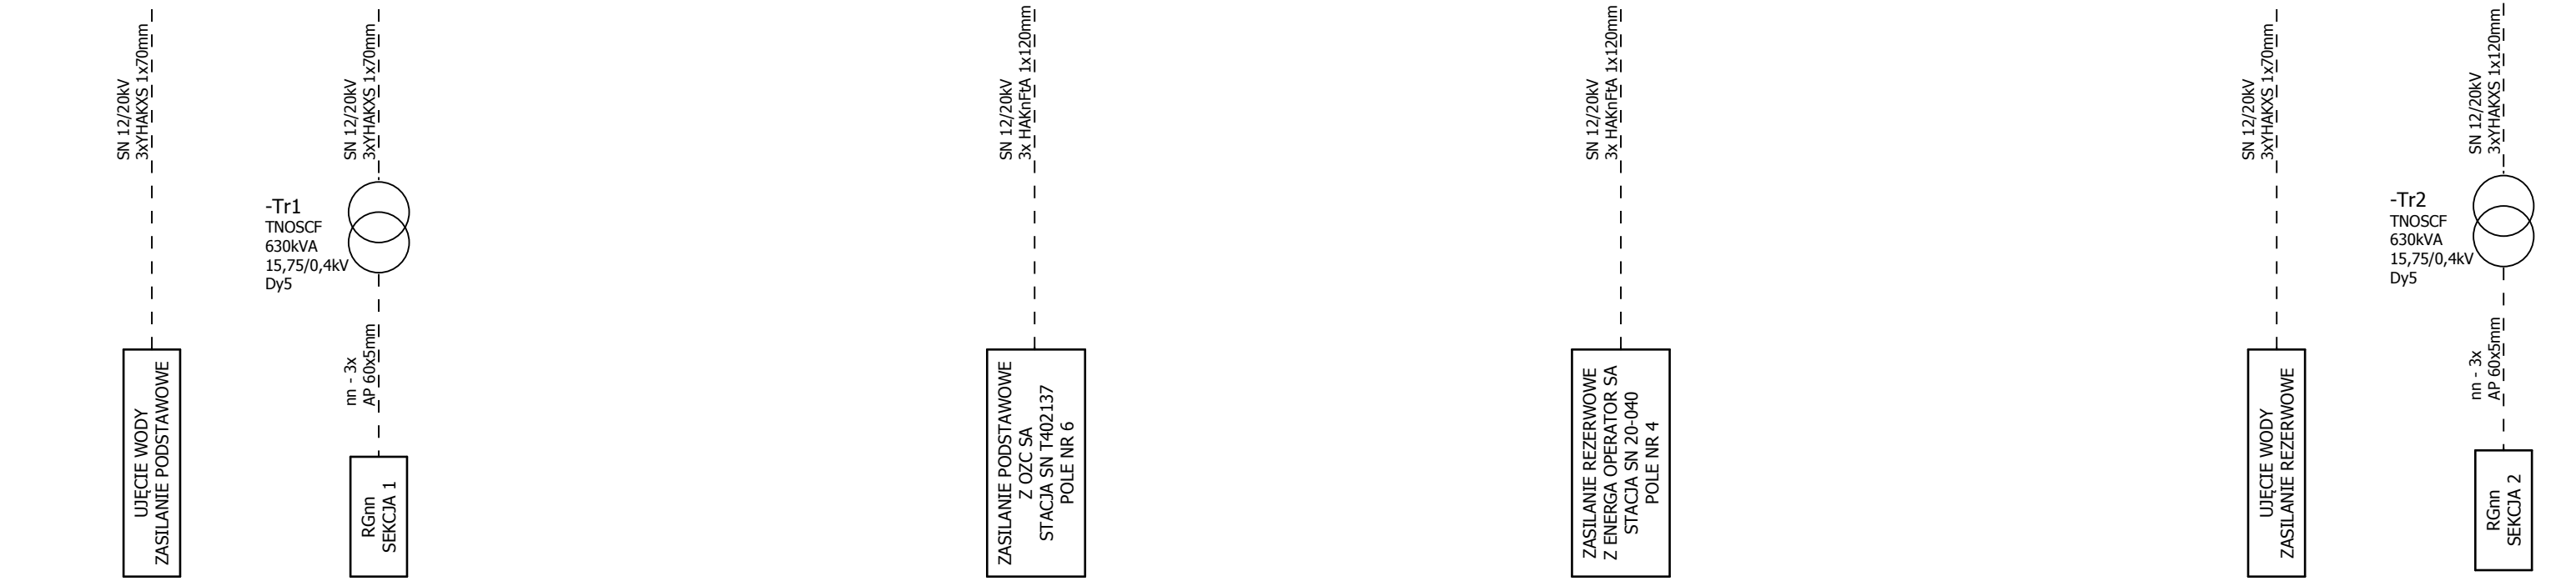 SN 12/20kV
3xYHAKXS 1x70mm
UJĘCIE WODY
ZASILANIE PODSTAWOWE
SN 12/20kV
3xYHAKXS 1x70mm
-Tr1
TNOSCF
630kVA
15,75/0,4kV
Dy5
nn - 3x
AP 60x5mm
RGnn
SEKCJA 1
SN 12/20kV
3x HAKnFtA 1x120mm
ZASILANIE PODSTAWOWE
Z OZC SA
STACJA SN T402137
POLE NR 6
SN 12/20kV
3x HAKnFtA 1x120mm
ZASILANIE REZERWOWE
Z ENERGA OPERATOR SA
STACJA SN 20-040
POLE NR 4
SN 12/20kV
3xYHAKXS 1x70mm
UJĘCIE WODY
ZASILANIE REZERWOWE
SN 12/20kV
3xYHAKXS 1x120mm
-Tr2
TNOSCF
630kVA
15,75/0,4kV
Dy5
nn - 3x
AP 60x5mm
RGnn
SEKCJA 2